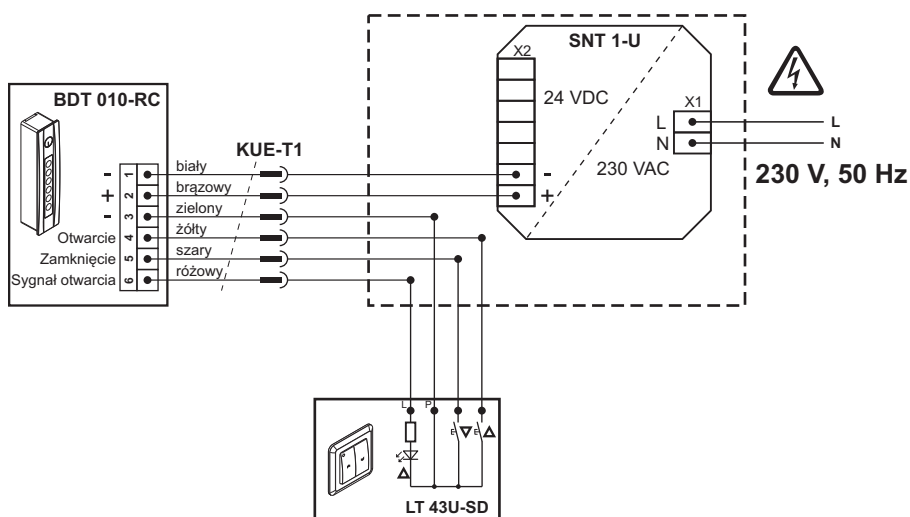 SNT 1-U
X2
24 VDC
X1
L
N
230 VAC
L
N
230 V, 50 Hz
BDT 010-RC
KUE-T1
- 1 biały -
+ 2 brązowy +
- 3 zielony
Otwarcie 4 żółty
Zamknięcie 5 szary
Sygnał otwarcia 6 różowy
L P
E E
LT 43U-SD